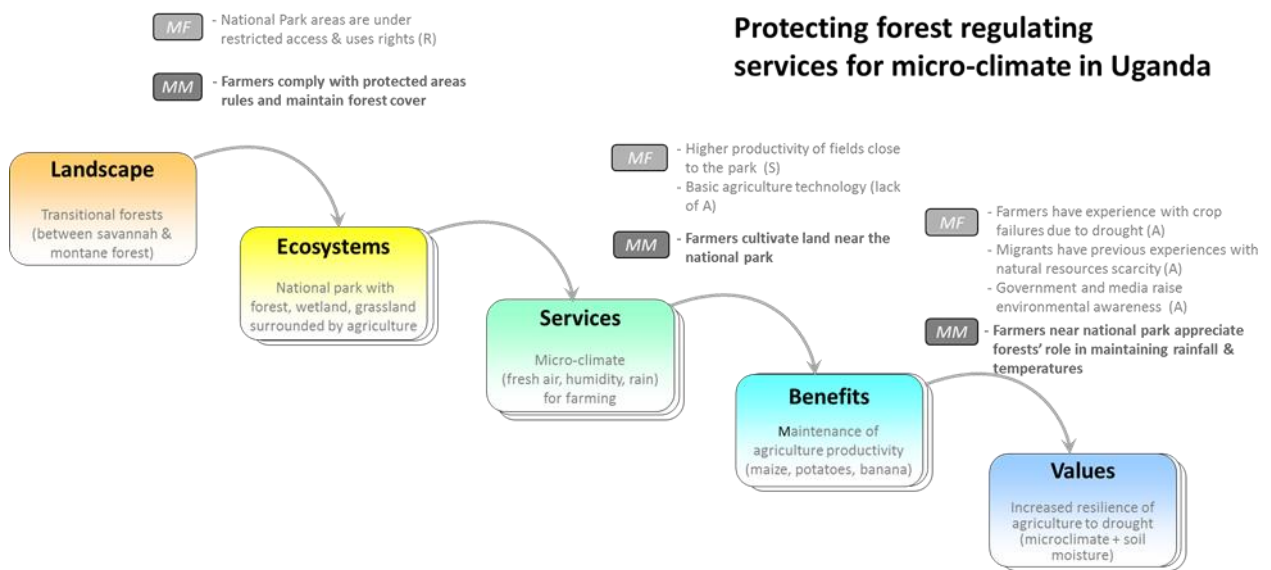 Protecting forest regulating
services for micro-climate in Uganda
MF
- National Park areas are under
restricted access & uses rights (R)
MM
- Farmers comply with protected areas
rules and maintain forest cover
Landscape
Transitional forests
(between savannah &
montane forest)
Ecosystems
National park with
forest, wetland, grassland
surrounded by agriculture
MF
- Higher productivity of fields close
to the park (S)
- Basic agriculture technology (lack
of A)
MM
- Farmers cultivate land near the
national park
Services
Micro-climate
(fresh air, humidity, rain)
for farming
MF
- Farmers have experience with crop
failures due to drought (A)
- Migrants have previous experiences with
natural resources scarcity (A)
- Government and media raise
environmental awareness (A)
MM
- Farmers near national park appreciate
forests' role in maintaining rainfall &
temperatures
Benefits
Maintenance of
agriculture productivity
(maize, potatoes, banana)
Values
Increased resilience of
agriculture to drought
(microclimate + soil
moisture)